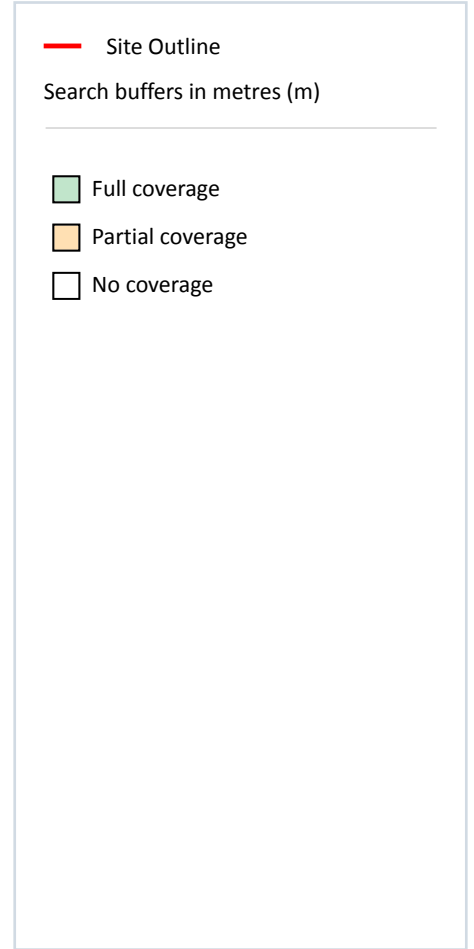 Site Outline
Search buffers in metres (m)
Full coverage
Partial coverage
No coverage